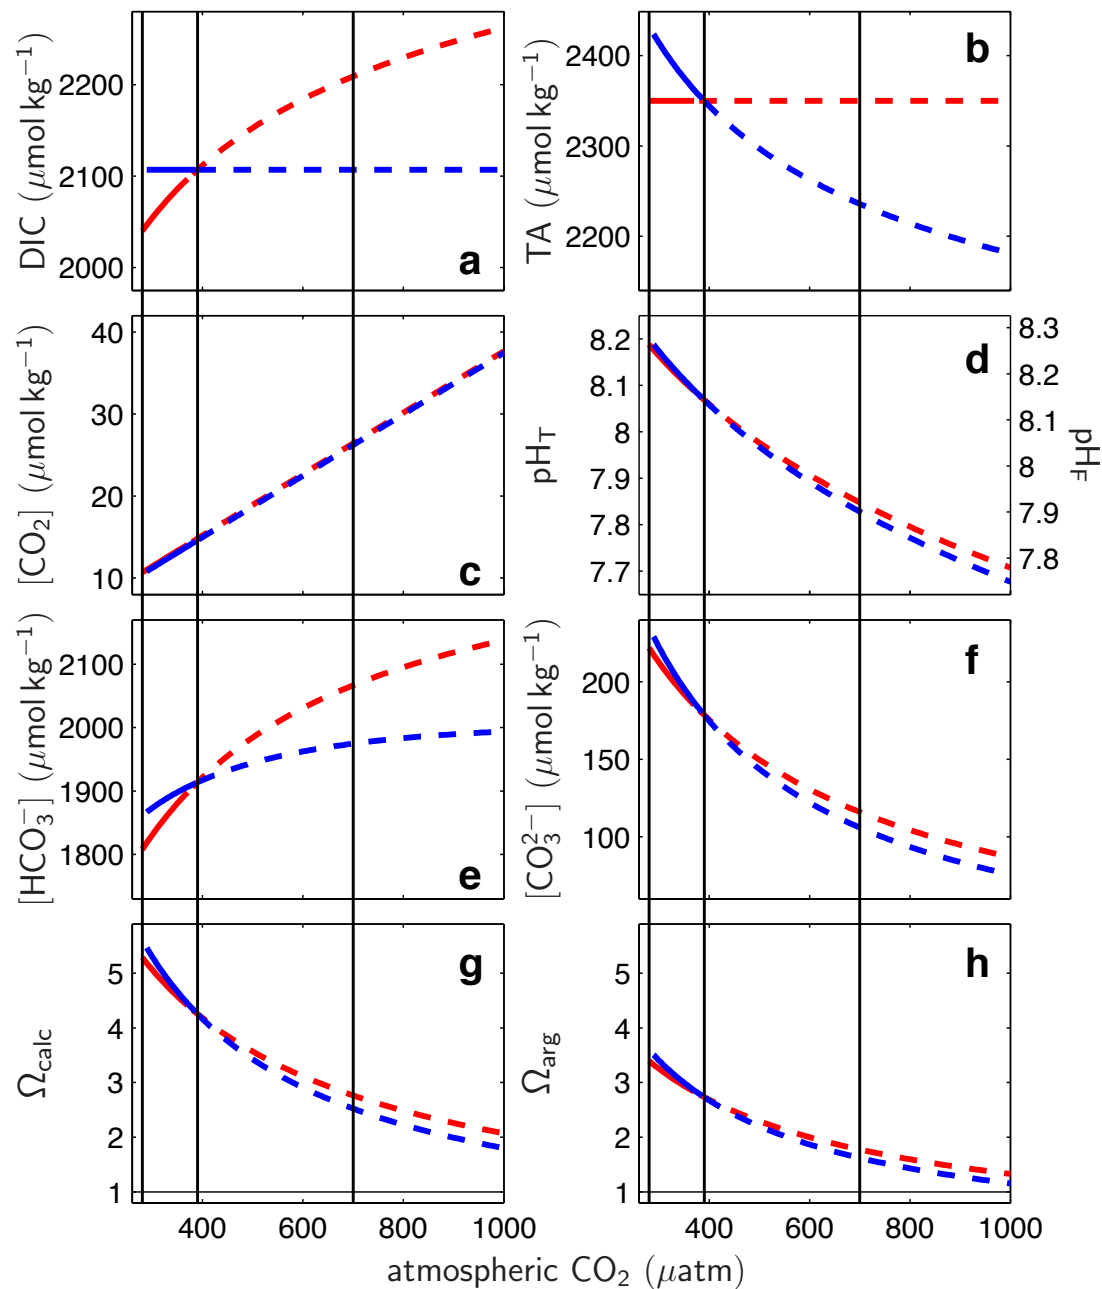 DIC (μmol kg⁻¹)
2200
2100
2000
a
TA (μmol kg⁻¹)
2400
2300
2200
b
[CO₂] (μmol kg⁻¹)
40
30
20
10
c
pH_T
8.2
8.1
8
7.9
7.8
7.7
d
8.3
8.2
8.1
8
7.9
7.8
pH_F
[HCO₃⁻] (μmol kg⁻¹)
2100
2000
1900
1800
e
[CO₃²⁻] (μmol kg⁻¹)
200
150
100
f
Ω_calc
5
4
3
2
1
g
400 600 800 1000
Ω_arg
5
4
3
2
1
h
400 600 800 1000
atmospheric CO₂ (μatm)